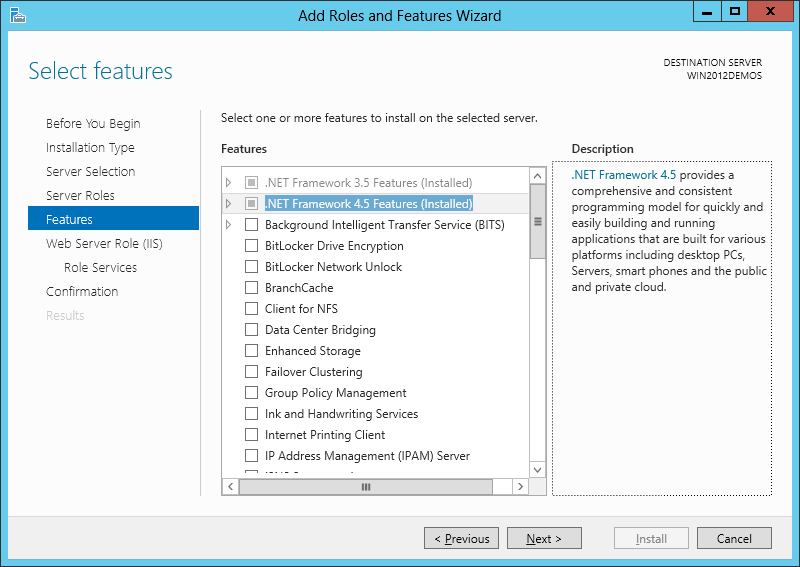 Add Roles and Features Wizard
Select features
DESTINATION SERVER
WIN2012DEMOS
Before You Begin
Installation Type
Server Selection
Server Roles
Features
Web Server Role (IIS)
Role Services
Confirmation
Results
Select one or more features to install on the selected server.
Features
.NET Framework 3.5 Features (Installed)
.NET Framework 4.5 Features (Installed)
Background Intelligent Transfer Service (BITS)
BitLocker Drive Encryption
BitLocker Network Unlock
BranchCache
Client for NFS
Data Center Bridging
Enhanced Storage
Failover Clustering
Group Policy Management
Ink and Handwriting Services
Internet Printing Client
IP Address Management (IPAM) Server
Description
.NET Framework 4.5 provides a
comprehensive and consistent
programming model for quickly and
easily building and running
applications that are built for various
platforms including desktop PCs,
Servers, smart phones and the public
and private cloud.
< Previous
Next >
Install
Cancel